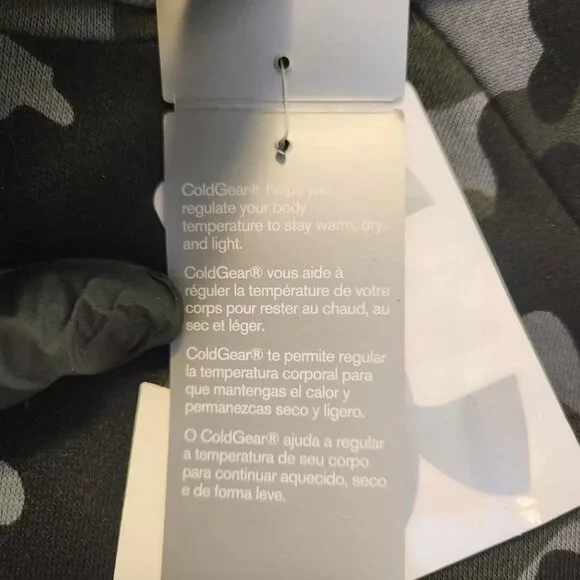 ColdGear® helps you
regulate your body
temperature to stay warm, dry,
and light.
ColdGear® vous aide à
réguler la température de votre
corps pour rester au chaud, au
sec et léger.
ColdGear® te permite regular
la temperatura corporal para
que mantengas el calor y
permanezcas seco y ligero.
O ColdGear® ajuda a regular
a temperatura de seu corpo
para continuar aquecido, seco
e de forma leve.